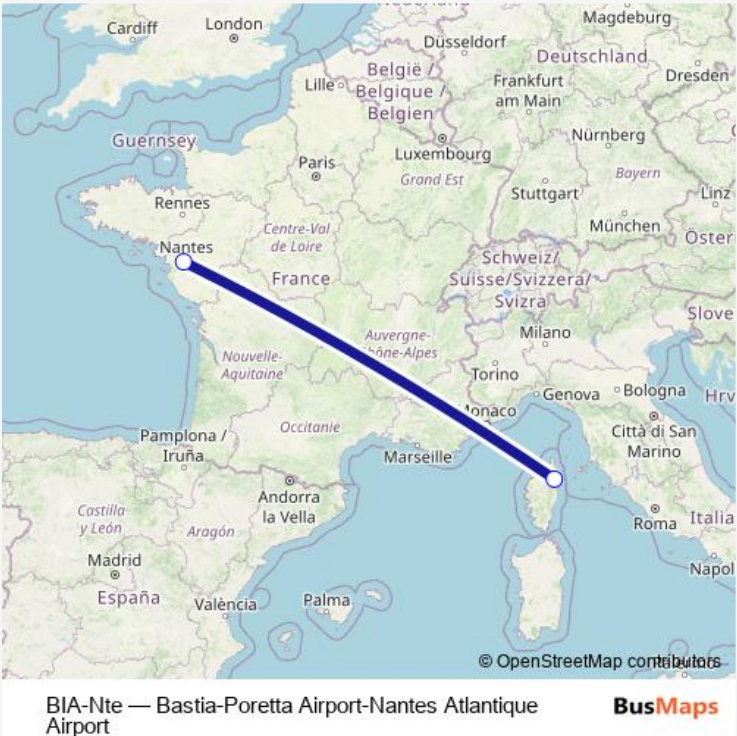 Nederland
Cardiff
London
Magdeburg
Düsseldorf
Deutschland
België /
Belgique /
Belgien
Lille
Frankfurt
am Main
Dresden
Guernsey
Nürnberg
Luxembourg
Paris
Grand Est
Bayern
Stuttgart
Linz
Rennes
München
Centre-Val
de Loire
Nantes
Öster
Schweiz/
Suisse/Svizzera/
Svizra
France
Slove
Auvergne-
hône-Alpes
Milano
Nouvelle-
Aquitaine
Torino
Genova
Bologna
Hrv
Monaco
Occitanie
Pamplona /
Iruña
Città di San
Marino
Marseille
Andorra
la Vella
Castilla
y León
Aragón
Roma
Italia
Madrid
Napol
España
València
Palma
© OpenStreetMap contributors
Palermo
BIA-Nte — Bastia-Poretta Airport-Nantes Atlantique
Airport
BusMaps